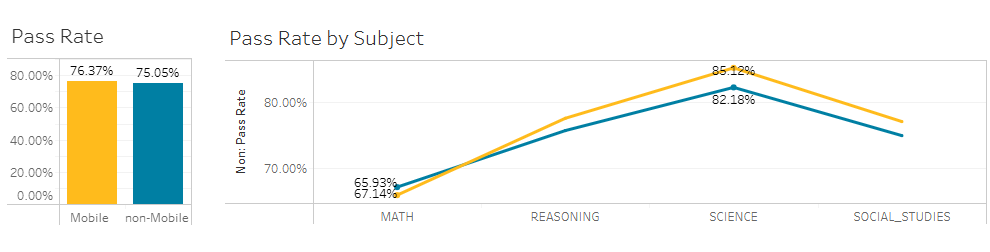 Pass Rate
80.00%
60.00%
40.00%
20.00%
0.00%
76.37%
75.05%
Mobile
non-Mobile
Pass Rate by Subject
Non: Pass Rate
80.00%
70.00%
65.93%
67.14%
85.12%
82.18%
MATH
REASONING
SCIENCE
SOCIAL_STUDIES